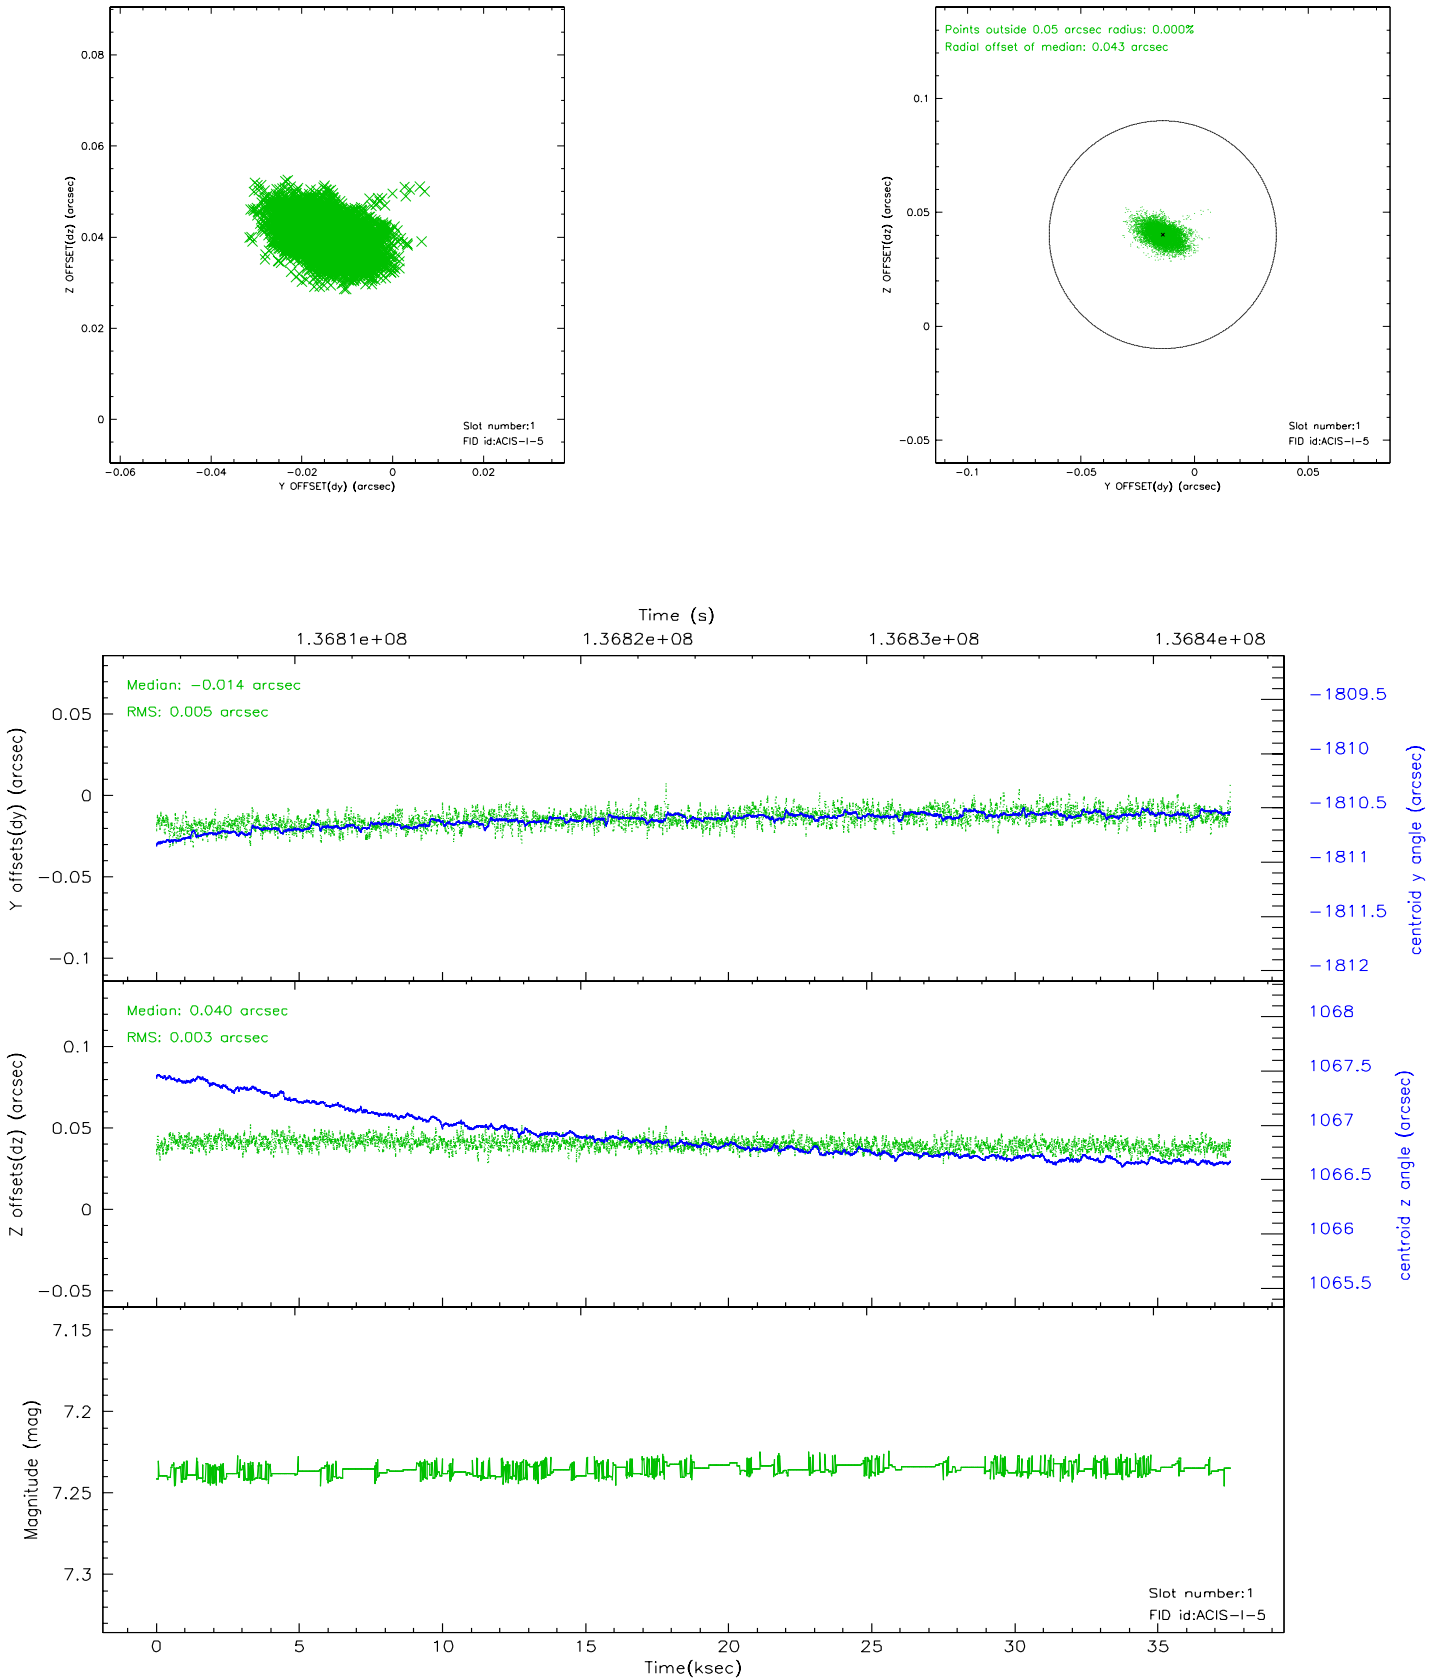 0.08
0.06
0.04
0.02
0
Z OFFSET(dz) (arcsec)
Slot number:1
FID id:ACIS-I-5
-0.06 -0.04 -0.02 0 0.02
Y OFFSET(dy) (arcsec)
Points outside 0.05 arcsec radius: 0.000%
Radial offset of median: 0.043 arcsec
0.1
0.05
0
-0.05
Z OFFSET(dz) (arcsec)
Slot number:1
FID id:ACIS-I-5
-0.1 -0.05 0 0.05
Y OFFSET(dy) (arcsec)
Time (s)
1.3681e+08 1.3682e+08 1.3683e+08 1.3684e+08
Median: -0.014 arcsec
RMS: 0.005 arcsec
0.05
0
-0.05
-0.1
Y offsets(dy) (arcsec)
-1809.5
-1810
-1810.5
-1811
-1811.5
-1812
centroid y angle (arcsec)
Median: 0.040 arcsec
RMS: 0.003 arcsec
0.1
0.05
0
-0.05
Z offsets(dz) (arcsec)
1068
1067.5
1067
1066.5
1066
1065.5
centroid z angle (arcsec)
7.15
7.2
7.25
7.3
Magnitude (mag)
Slot number:1
FID id:ACIS-I-5
0 5 10 15 20 25 30 35
Time(ksec)